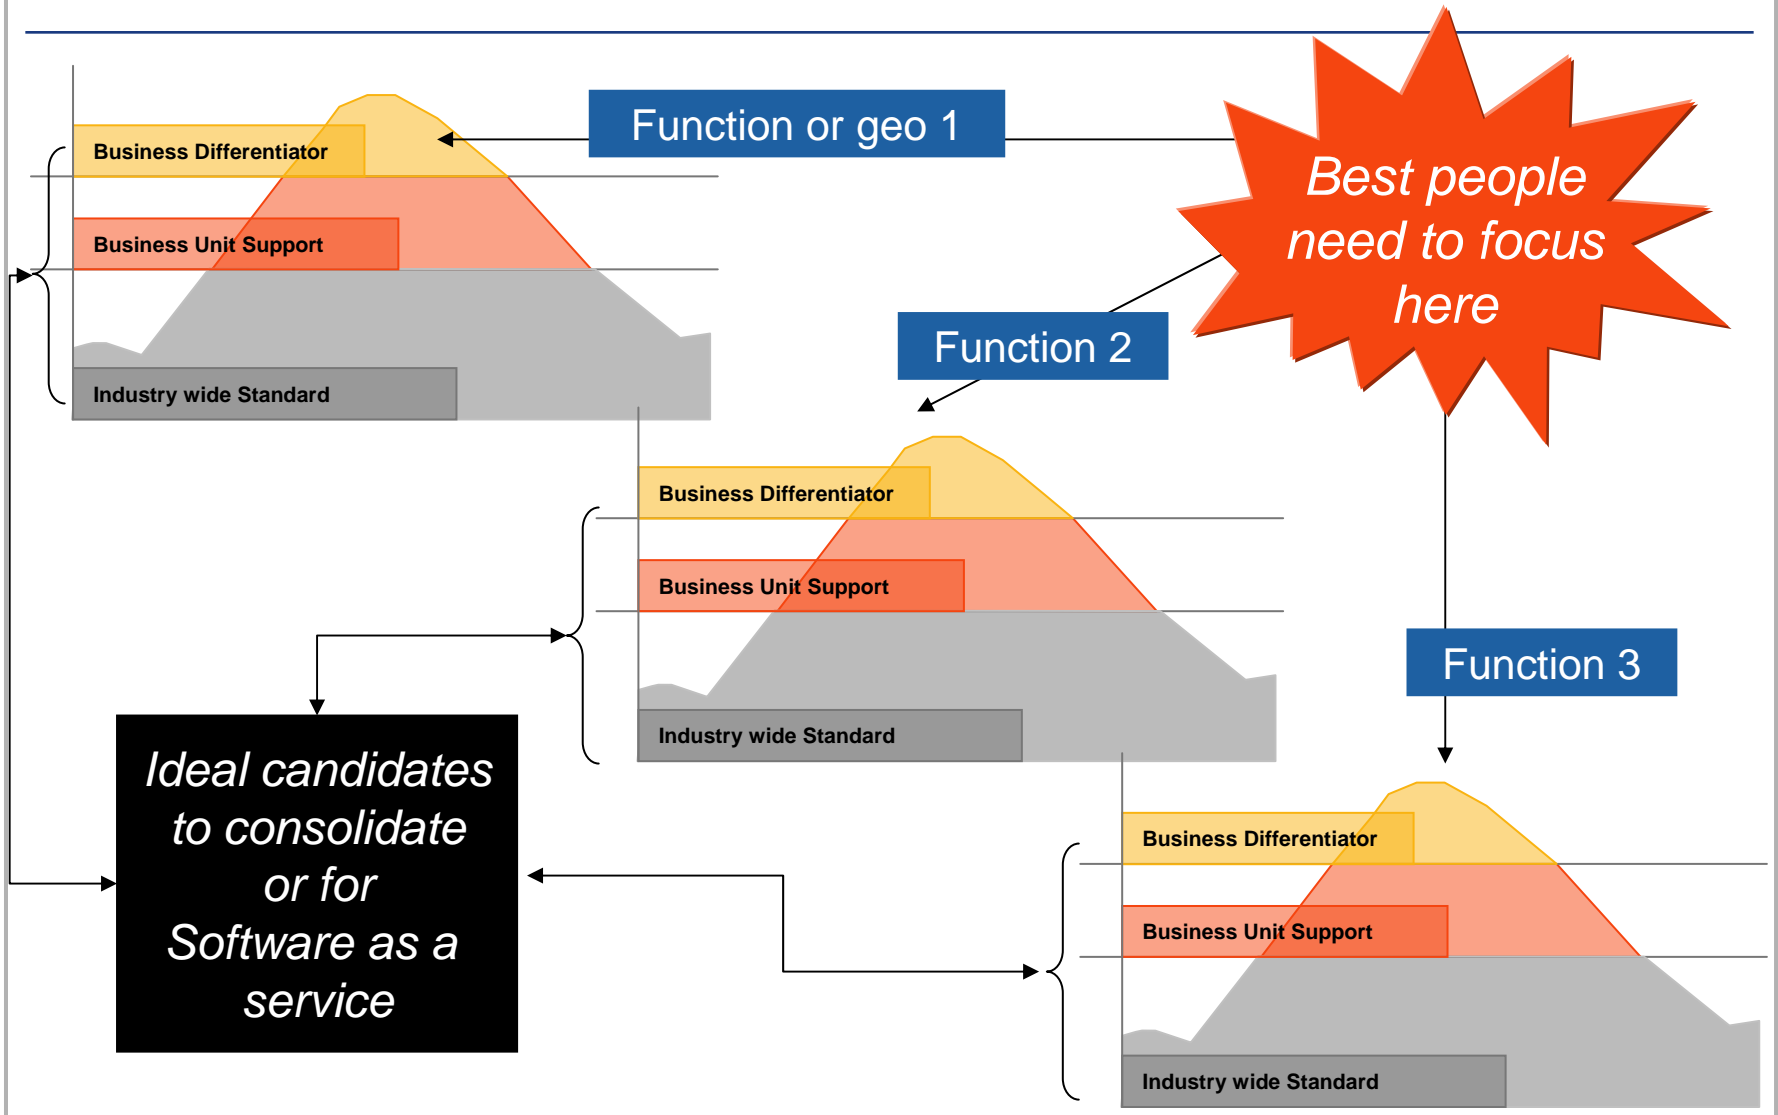 Function or geo 1
Best people
need to focus
here
Business Differentiator
Business Unit Support
Industry wide Standard
Function 2
Business Differentiator
Business Unit Support
Industry wide Standard
Function 3
Ideal candidates
to consolidate
or for
Software as a
service
Business Differentiator
Business Unit Support
Industry wide Standard